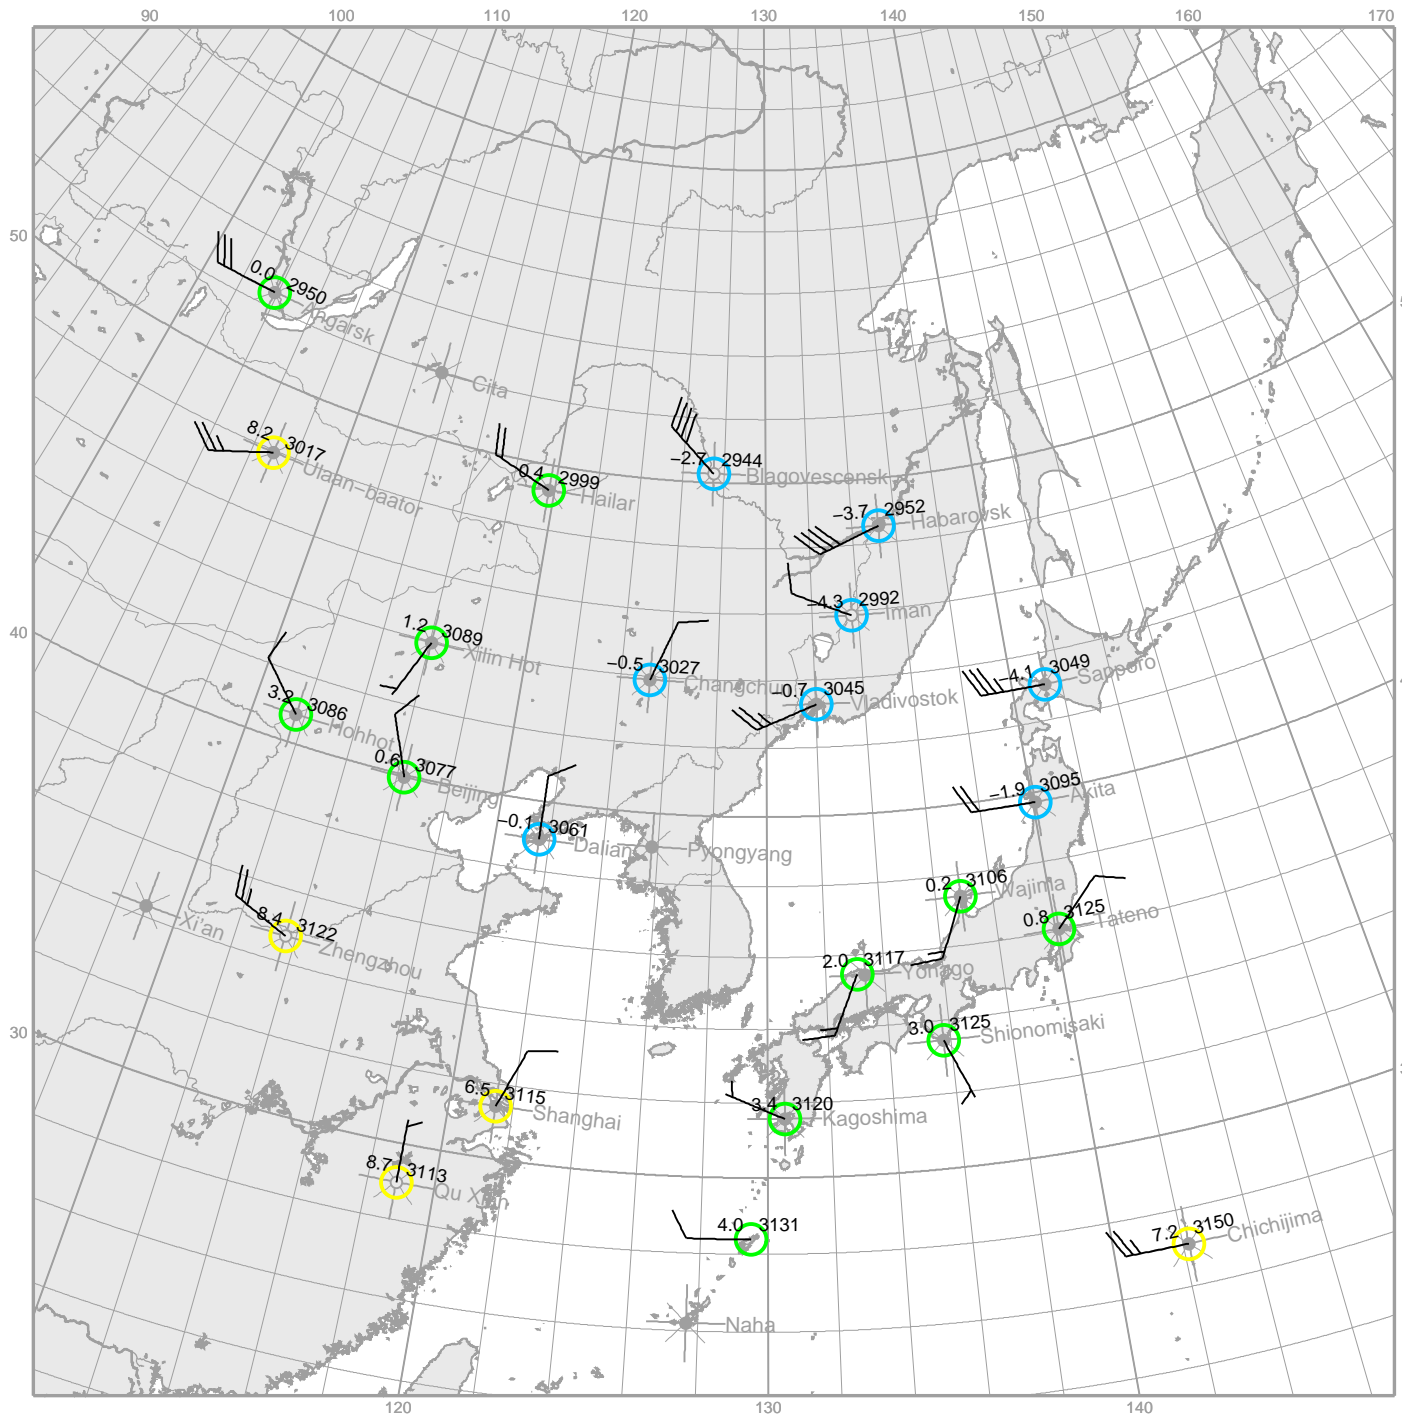 90 100 110 120 130 140 150 160 170
50
0.0 2950
Angarsk
Cita
8.2 3017
Ulaan-baator
0.4 2999
Hailar
−2.7 2944
Blagovescensk
−3.7 2952
Habarovsk
−4.3 2992
Iman
40
1.2 3089
Xilin Hot
−0.5 3027
Changchun
−0.7 3045
Vladivostok
−4.1 3049
Sapporo
3.2 3086
Hohhot
0.6 3077
Beijing
−0.1 3061
Dalian
Pyongyang
−1.9 3095
Akita
0.2 3106
Wajima
0.8 3125
Tateno
Xi'an
8.4 3122
Zhengzhou
2.0 3117
Yonago
30
3.0 3125
Shionomisaki
6.5 3115
Shanghai
3.4 3120
Kagoshima
8.7 3113
Qu Xian
4.0 3131
7.2 3150
Chichijima
Naha
120 130 140